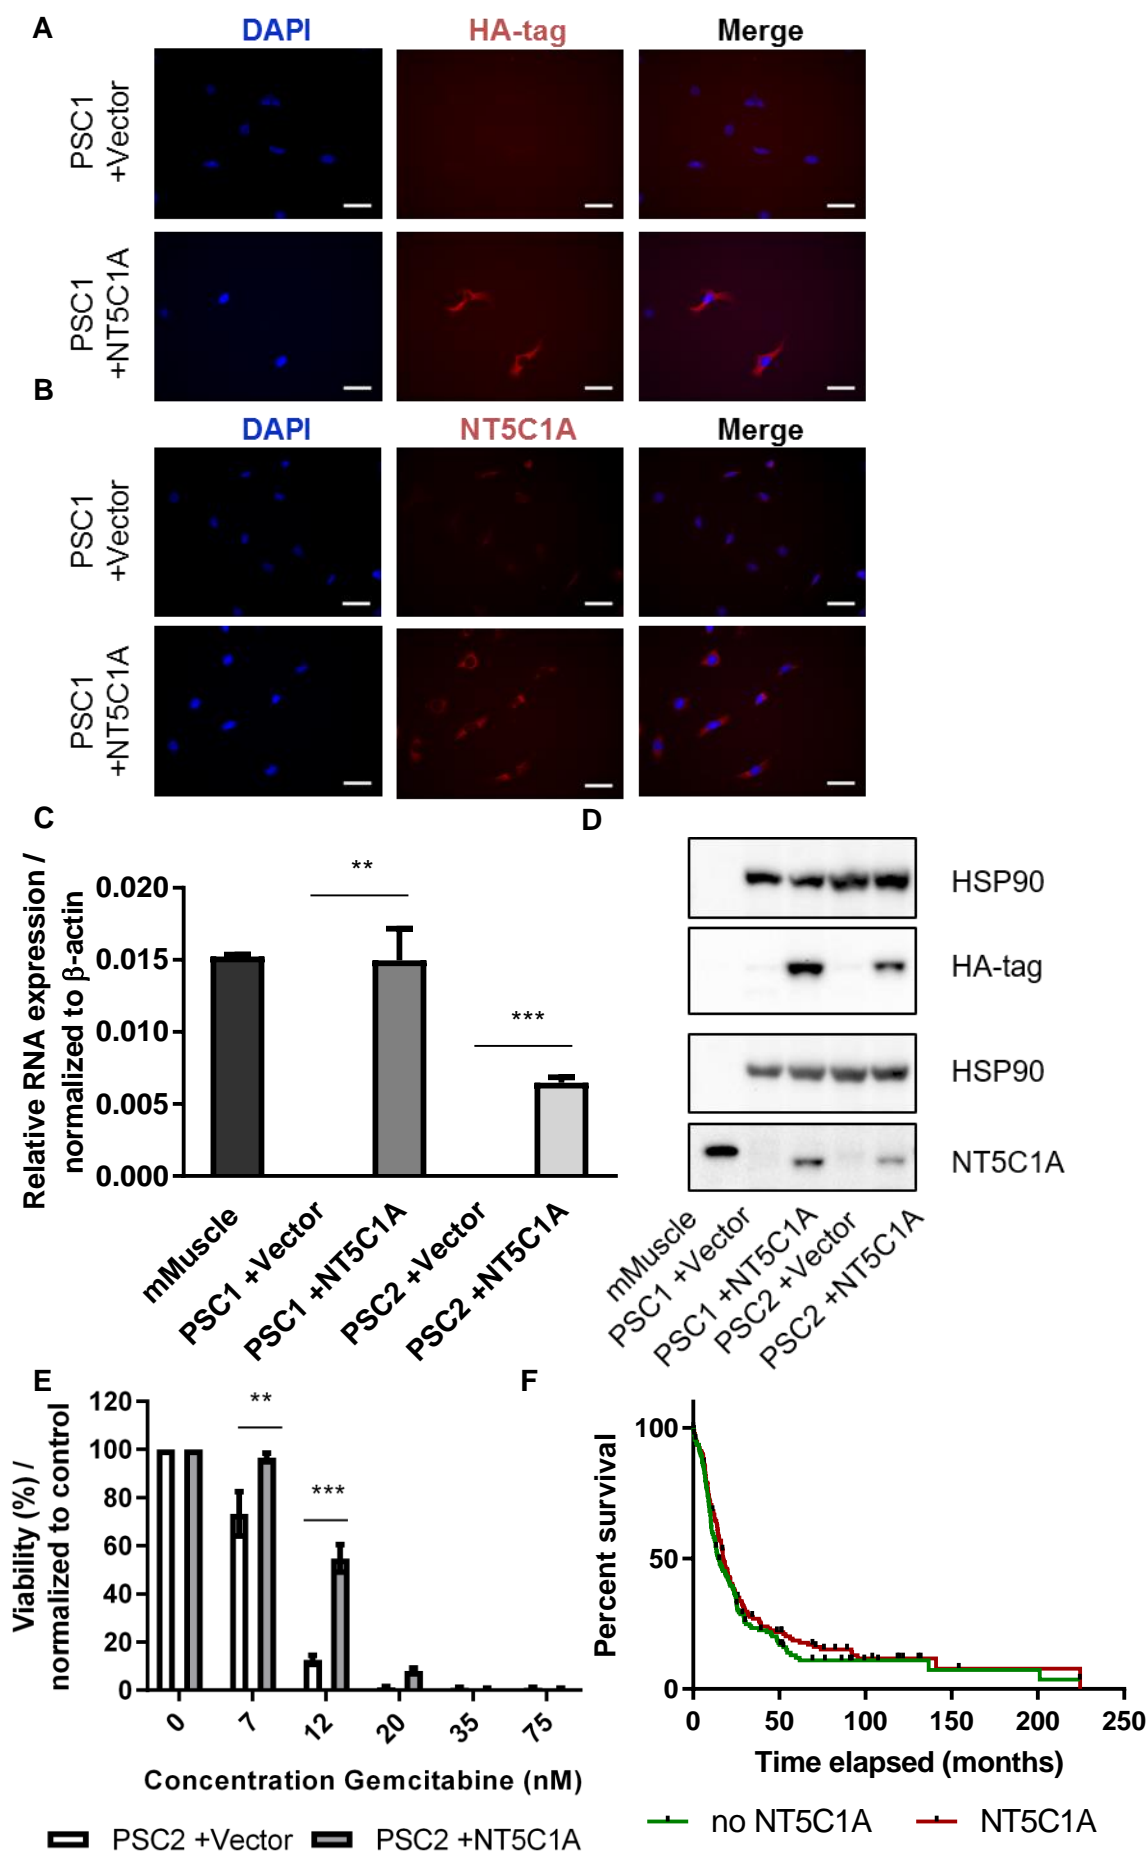 A
DAPI
HA-tag
Merge
PSC1
+Vector
PSC1
+NT5C1A
B
DAPI
NT5C1A
Merge
PSC1
+Vector
PSC1
+NT5C1A
C
Relative RNA expression /
normalized to β-actin
0.020
0.015
0.010
0.005
0.000
**
***
mMuscle
PSC1 +Vector
PSC1 +NT5C1A
PSC2 +Vector
PSC2 +NT5C1A
D
HSP90
HA-tag
HSP90
NT5C1A
mMuscle
PSC1 +Vector
PSC1 +NT5C1A
PSC2 +Vector
PSC2 +NT5C1A
E
Viability (%) /
normalized to control
120
100
80
60
40
20
0
**
***
0
7
12
20
35
75
Concentration Gemcitabine (nM)
PSC2 +Vector
PSC2 +NT5C1A
F
Percent survival
100
50
0
0
50
100
150
200
250
Time elapsed (months)
no NT5C1A
NT5C1A